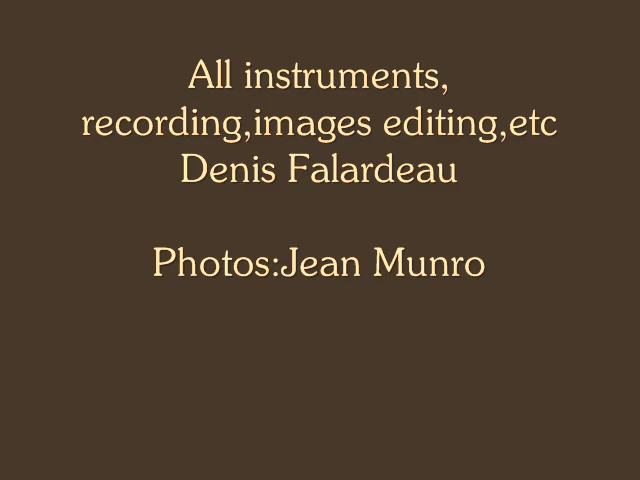 All instruments,
recording,images editing,etc
Denis Falardeau
Photos:Jean Munro